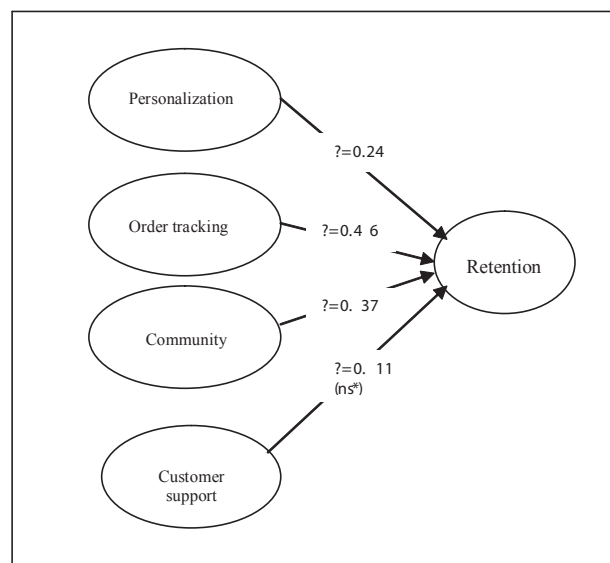 Personalization
?=0.24
Order tracking
?=0.4 6
Retention
?=0. 37
Community
?=0. 11
(ns*)
Customer
support